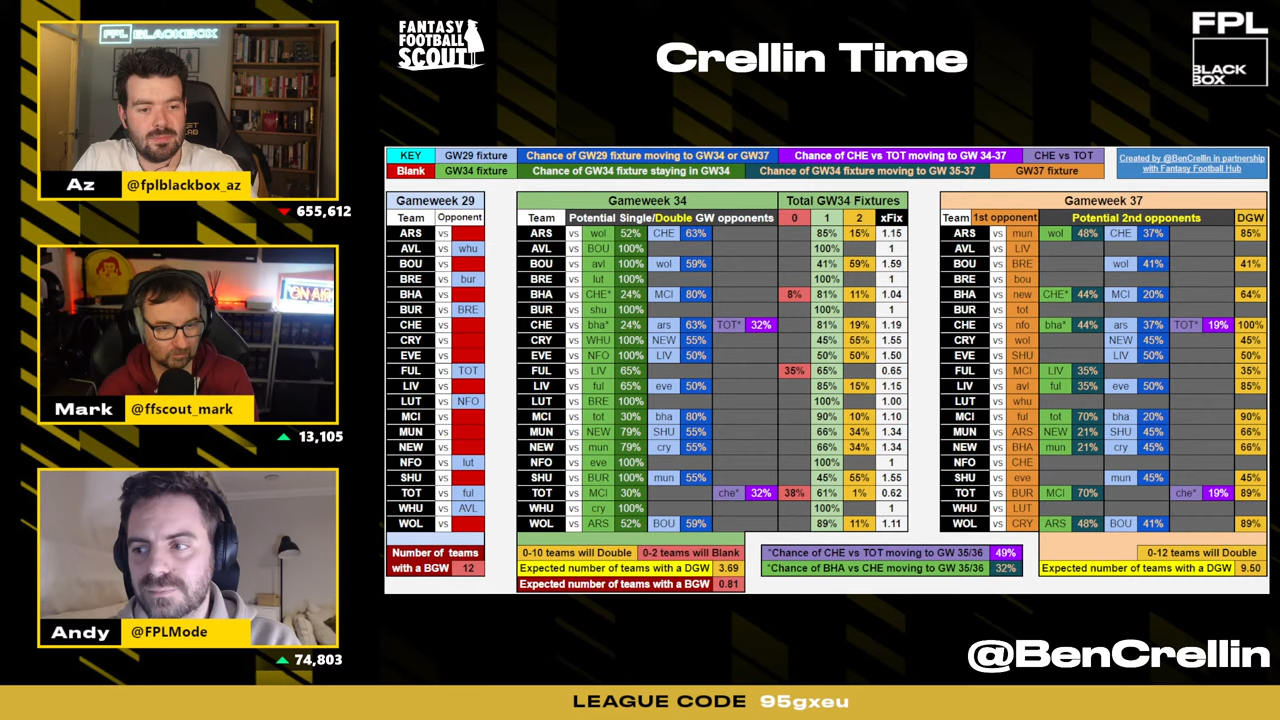 FPL BLACKBOX
Az @fplblackbox_az
655,612
ON AIR
Mark @ffscout_mark
13,105
Andy @FPLMode
74,803
FANTASY
FOOTBALL
SCOUT
Crellin Time
FPL
BLACK
BOX
KEY GW29 fixture Chance of GW29 fixture moving to GW34 or GW37 Chance of CHE vs TOT moving to GW 34-37 CHE vs TOT
Blank GW34 fixture Chance of GW34 fixture staying in GW34 Chance of GW34 fixture moving to GW 35-37 GW37 fixture
Created by @BenCrellin in partnership
with Fantasy Football Hub
Gameweek 29
Team Opponent
ARS vs
AVL vs whu
BOU vs
BRE vs bur
BHA vs
BUR vs BRE
CHE vs
CRY vs
EVE vs
FUL vs TOT
LIV vs
LUT vs NFO
MCI vs
MUN vs
NEW vs
NFO vs lut
SHU vs
TOT vs ful
WHU vs AVL
WOL vs
Number of teams
with a BGW 12
Gameweek 34 Total GW34 Fixtures
Team Potential Single/Double GW opponents 0 1 2 xFix
ARS vs wol 52% CHE 63% 85% 15% 1.15
AVL vs BOU 100% 100% 1
BOU vs avl 100% wol 59% 41% 59% 1.59
BRE vs lut 100% 100% 1
BHA vs CHE* 24% MCI 80% 8% 81% 11% 1.04
BUR vs shu 100% 100% 1
CHE vs bha* 24% ars 63% TOT* 32% 81% 19% 1.19
CRY vs WHU 100% NEW 55% 45% 55% 1.55
EVE vs NFO 100% LIV 50% 50% 50% 1.50
FUL vs LIV 65% 35% 65% 0.65
LIV vs ful 65% eve 50% 85% 15% 1.15
LUT vs BRE 100% 100% 1.00
MCI vs tot 30% bha 80% 90% 10% 1.10
MUN vs NEW 79% SHU 55% 66% 34% 1.34
NEW vs mun 79% cry 55% 66% 34% 1.34
NFO vs eve 100% 100% 1
SHU vs BUR 100% mun 55% 45% 55% 1.55
TOT vs MCI 30% che* 32% 38% 61% 1% 0.62
WHU vs cry 100% 100% 1
WOL vs ARS 52% BOU 59% 89% 11% 1.11
0-10 teams will Double 0-2 teams will Blank
Expected number of teams with a DGW 3.69
Expected number of teams with a BGW 0.81
*Chance of CHE vs TOT moving to GW 35/36 49%
*Chance of BHA vs CHE moving to GW 35/36 32%
Gameweek 37
Team 1st opponent Potential 2nd opponents DGW
ARS vs mun wol 48% CHE 37% 85%
AVL vs LIV
BOU vs BRE wol 41% 41%
BRE vs bou
BHA vs new CHE* 44% MCI 20% 64%
BUR vs tot
CHE vs nfo bha* 44% ars 37% TOT* 19% 100%
CRY vs wol NEW 45% 45%
EVE vs SHU LIV 50% 50%
FUL vs MCI LIV 35% 35%
LIV vs avl ful 35% eve 50% 85%
LUT vs whu
MCI vs ful tot 70% bha 20% 90%
MUN vs ARS NEW 21% SHU 45% 66%
NEW vs BHA mun 21% cry 45% 66%
NFO vs CHE
SHU vs eve mun 45% 45%
TOT vs BUR MCI 70% che* 19% 89%
WHU vs LUT
WOL vs CRY ARS 48% BOU 41% 89%
0-12 teams will Double
Expected number of teams with a DGW 9.50
@BenCrellin
LEAGUE CODE 95gxeu